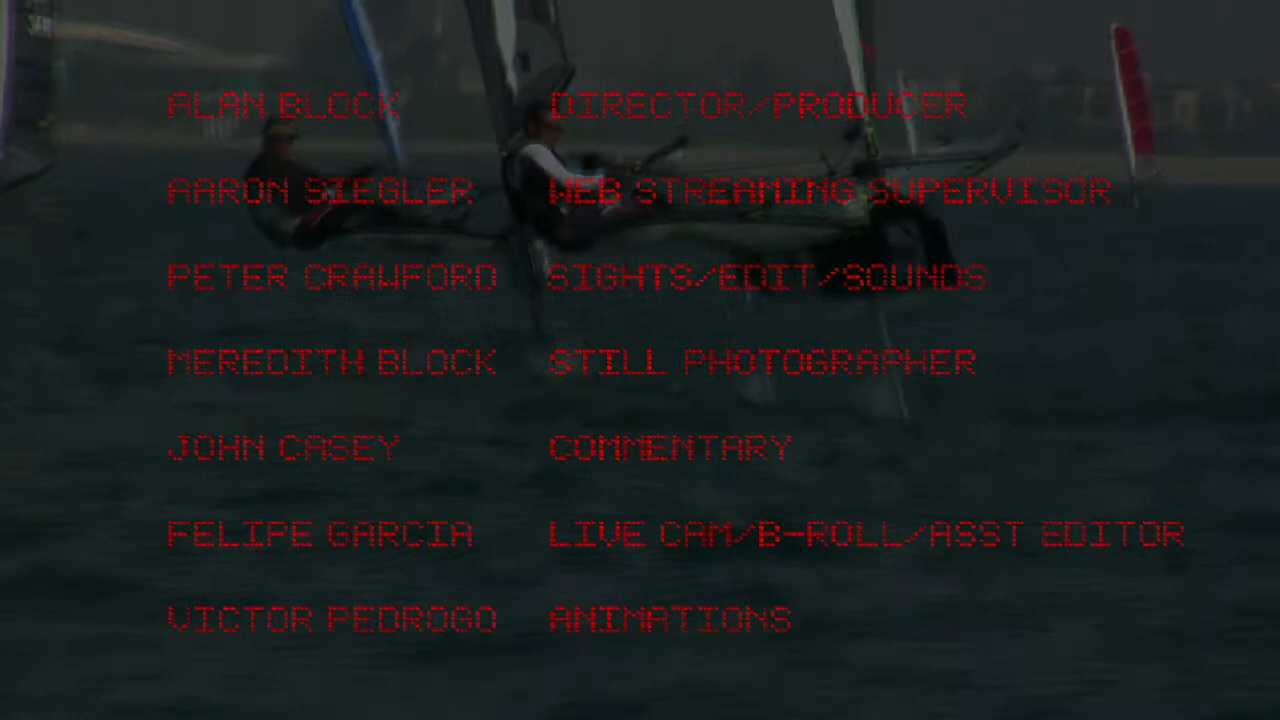 ALAN BLOCK DIRECTOR/PRODUCER
AARON SIEGLER WEB STREAMING SUPERVISOR
PETER CRAWFORD SIGHTS/EDIT/SOUNDS
MEREDITH BLOCK STILL PHOTOGRAPHER
JOHN CASEY COMMENTARY
FELIPE GARCIA LIVE CAM/B-ROLL/ASST EDITOR
VICTOR PEDROGO ANIMATIONS